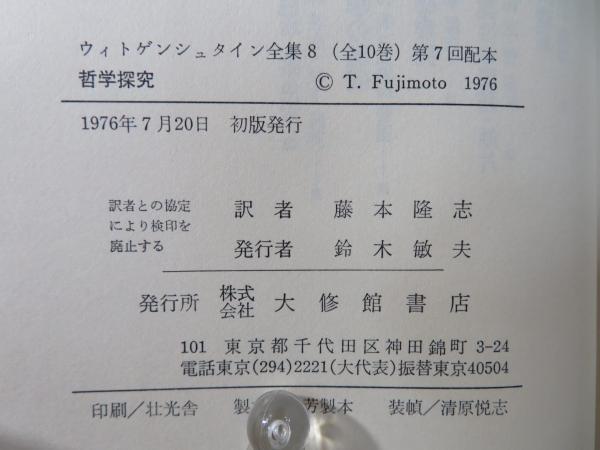 ウィトゲンシュタイン全集8 (全10巻) 第7回配本
哲学探究 © T. Fujimoto 1976
1976年7月20日 初版発行
訳者との協定
により検印を
廃止する
訳者 藤本隆志
発行者 鈴木敏夫
発行所 株式会社 大修館書店
101 東京都千代田区神田錦町 3-24
電話東京(294)2221(大代表)振替東京40504
印刷/壮光舎 製 芳製本 装幀/清原悦志